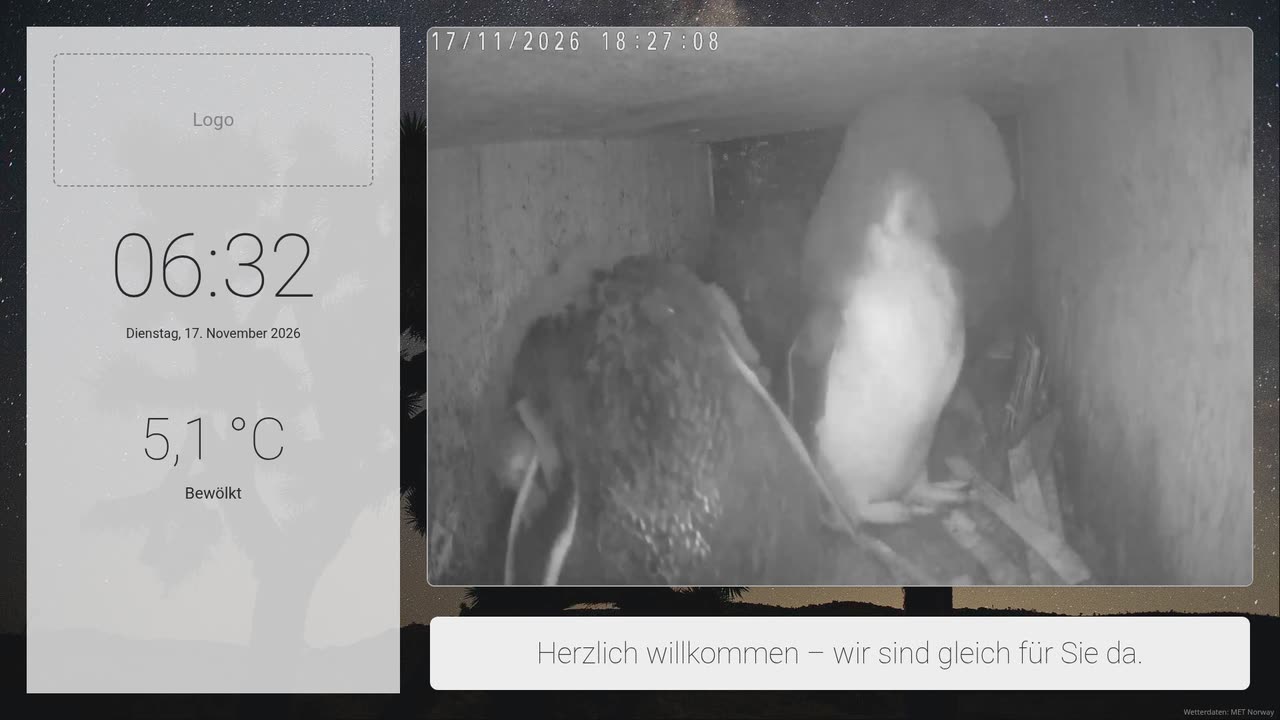 17/11/2026 18:27:08
Logo
06:32
Dienstag, 17. November 2026
5,1 °C
Bewölkt
Herzlich willkommen – wir sind gleich für Sie da.
Wetterdaten: MET Norway